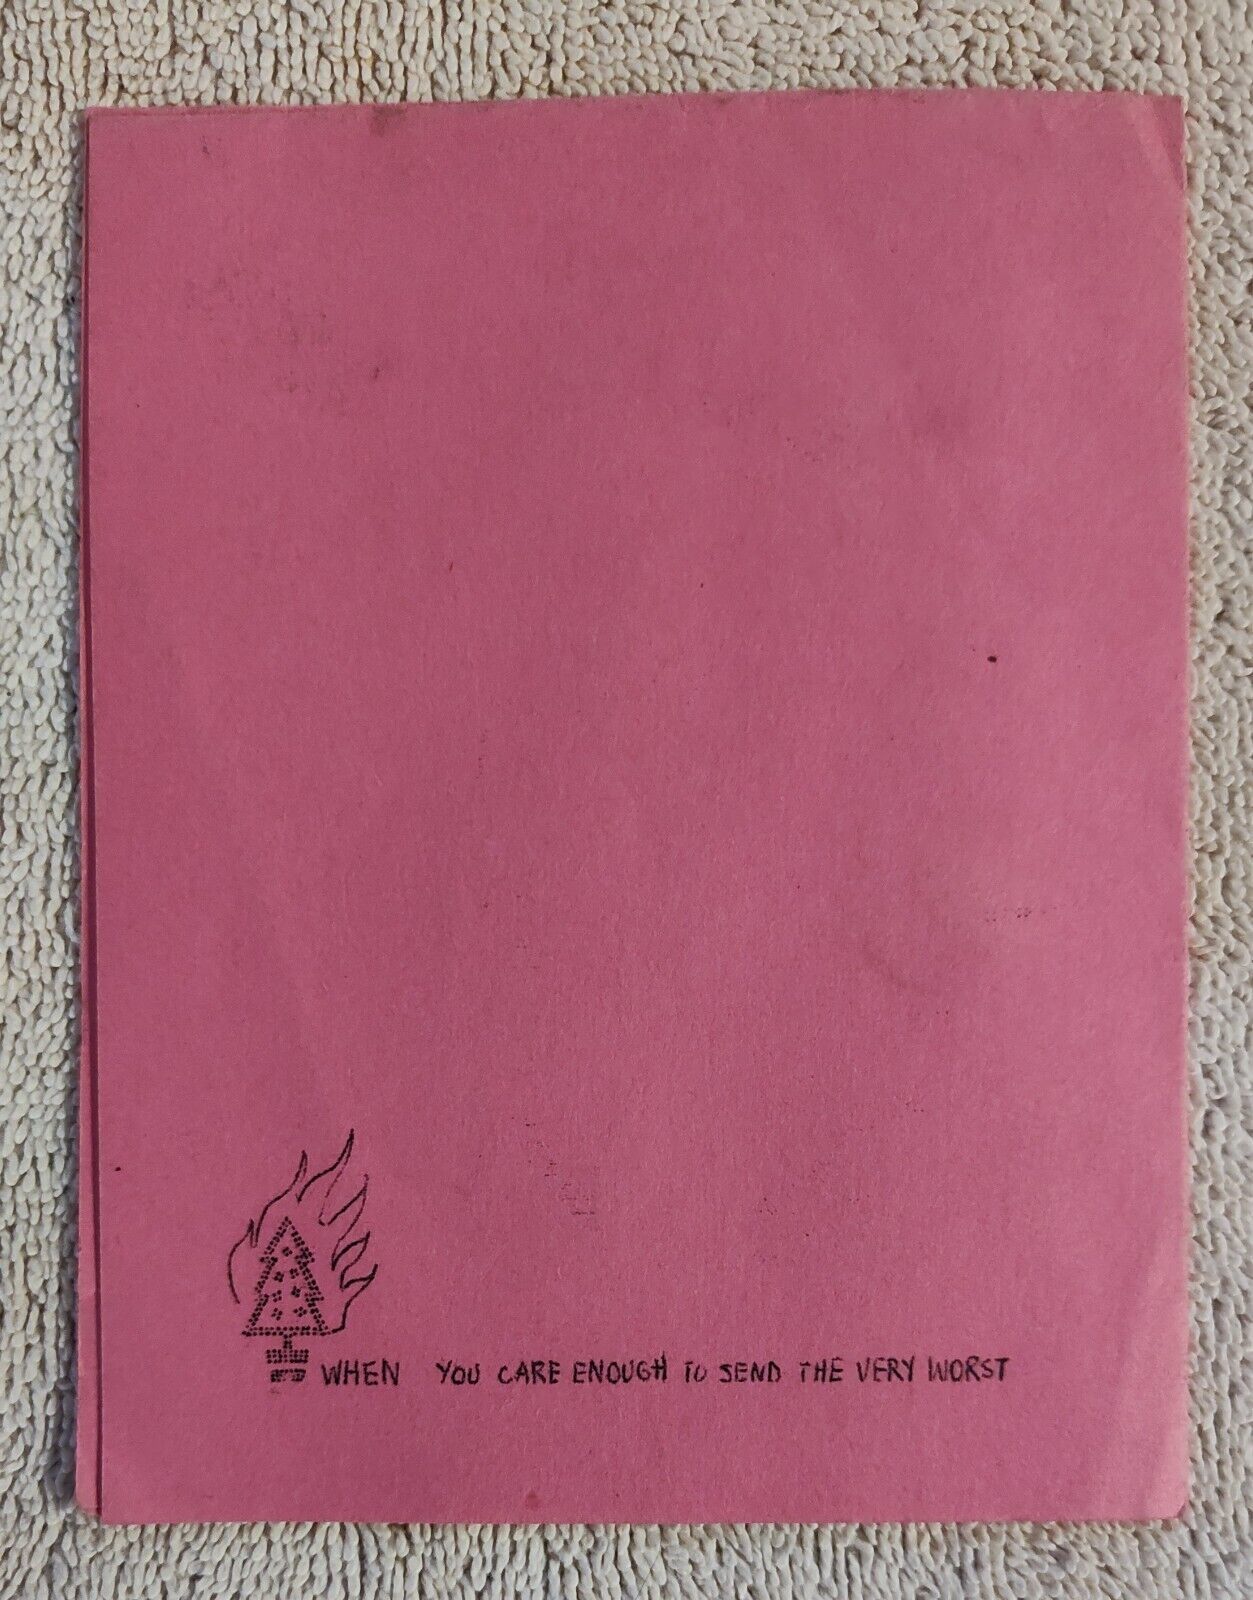 WHEN YOU CARE ENOUGH TO SEND THE VERY WORST